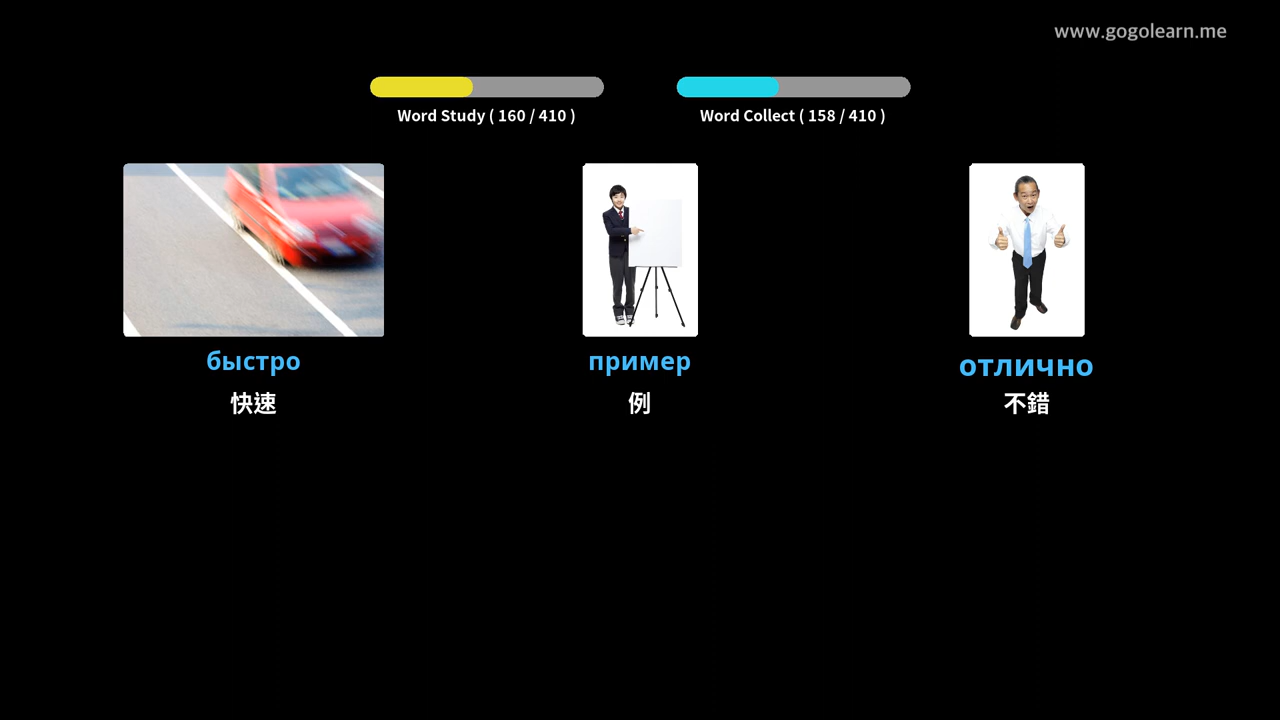 www.gogolearn.me
Word Study ( 160 / 410 )
Word Collect ( 158 / 410 )
быстро
пример
отлично
快速
例
不錯